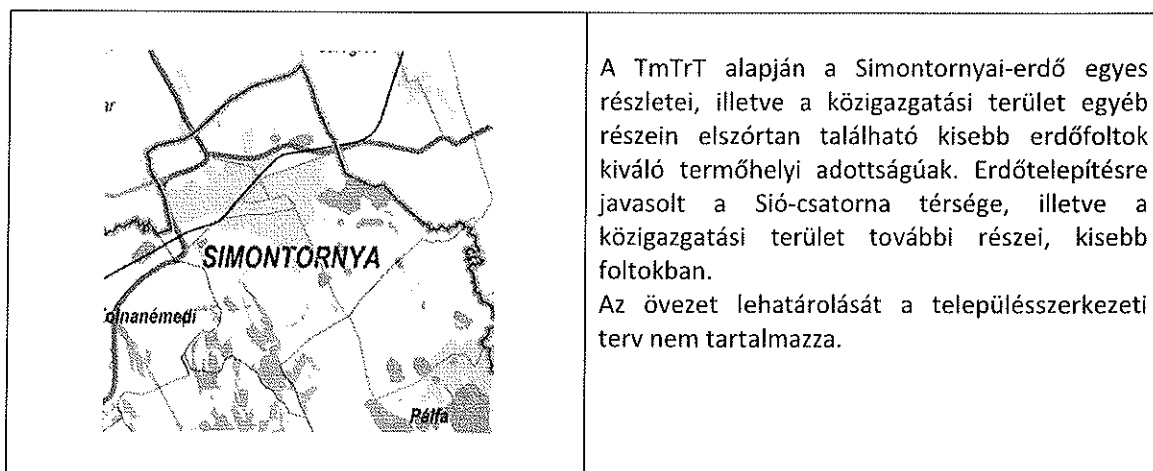 SIMONTORNYA
Pálfa
A TmTrT alapján a Simontornyai-erdő egyes
részletei, illetve a közigazgatási terület egyéb
részein elszórtan található kisebb erdőfoltok
kiváló termőhelyi adottságúak. Erdőtelepítésre
javasolt a Sió-csatorna térsége, illetve a
közigazgatási terület további részei, kisebb
foltokban.
Az övezet lehatárolását a településszerkezeti
terv nem tartalmazza.